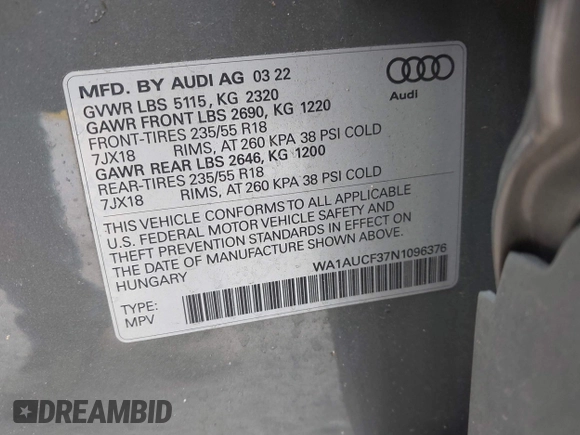 MFD. BY AUDI AG 03 22
GVWR LBS 5115, KG 2320
GAWR FRONT LBS 2690, KG 1220
FRONT-TIRES 235/55 R18
7JX18 RIMS, AT 260 KPA 38 PSI COLD
GAWR REAR LBS 2646, KG 1200
REAR-TIRES 235/55 R18
7JX18 RIMS, AT 260 KPA 38 PSI COLD
Audi
THIS VEHICLE CONFORMS TO ALL APPLICABLE
U.S. FEDERAL MOTOR VEHICLE SAFETY AND
THEFT PREVENTION STANDARDS IN EFFECT ON
THE DATE OF MANUFACTURE SHOWN ABOVE.
HUNGARY
WA1AUCF37N1096376
TYPE:
MPV
DREAMBID